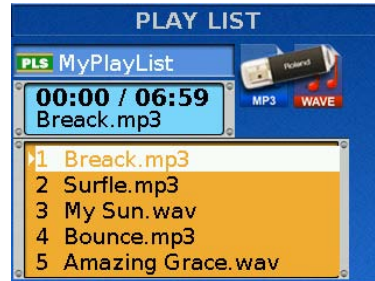 PLAY LIST
PLS MyPlayList
Roland
MP3 WAVE
00:00 / 06:59
Breack.mp3
1 Breack.mp3
2 Surfle.mp3
3 My Sun.wav
4 Bounce.mp3
5 Amazing Grace.wav